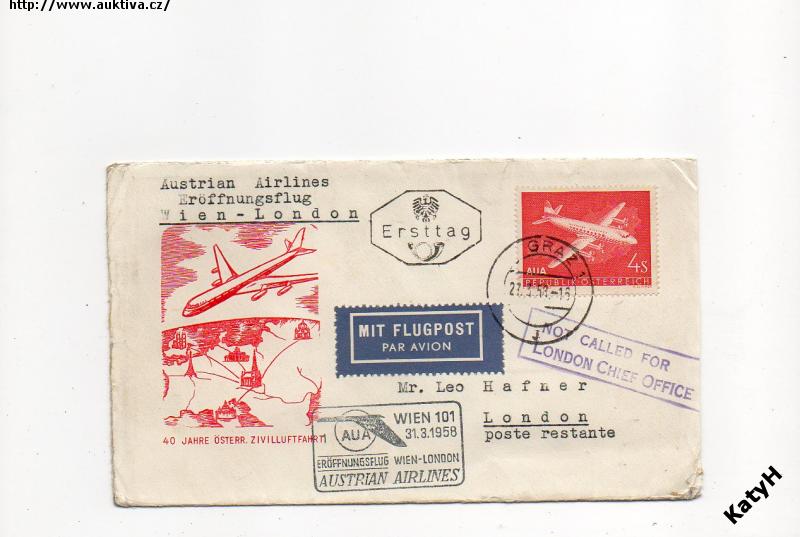 http://www.auktiva.cz/
Austrian Airlines
Eröffnungsflug
Wien-London
Ersttag
GRAZ 1
AUA
4s
REPUBLIK ÖSTERREICH
MIT FLUGPOST
PAR AVION
NOT CALLED FOR
LONDON CHIEF OFFICE
Mr. Leo Hafner
London
poste restante
40 JAHRE ÖSTERR. ZIVILLUFTFAHRT
AUA
WIEN 101
31.3.1958
ERÖFFNUNGSFLUG WIEN-LONDON
AUSTRIAN AIRLINES
KatyH